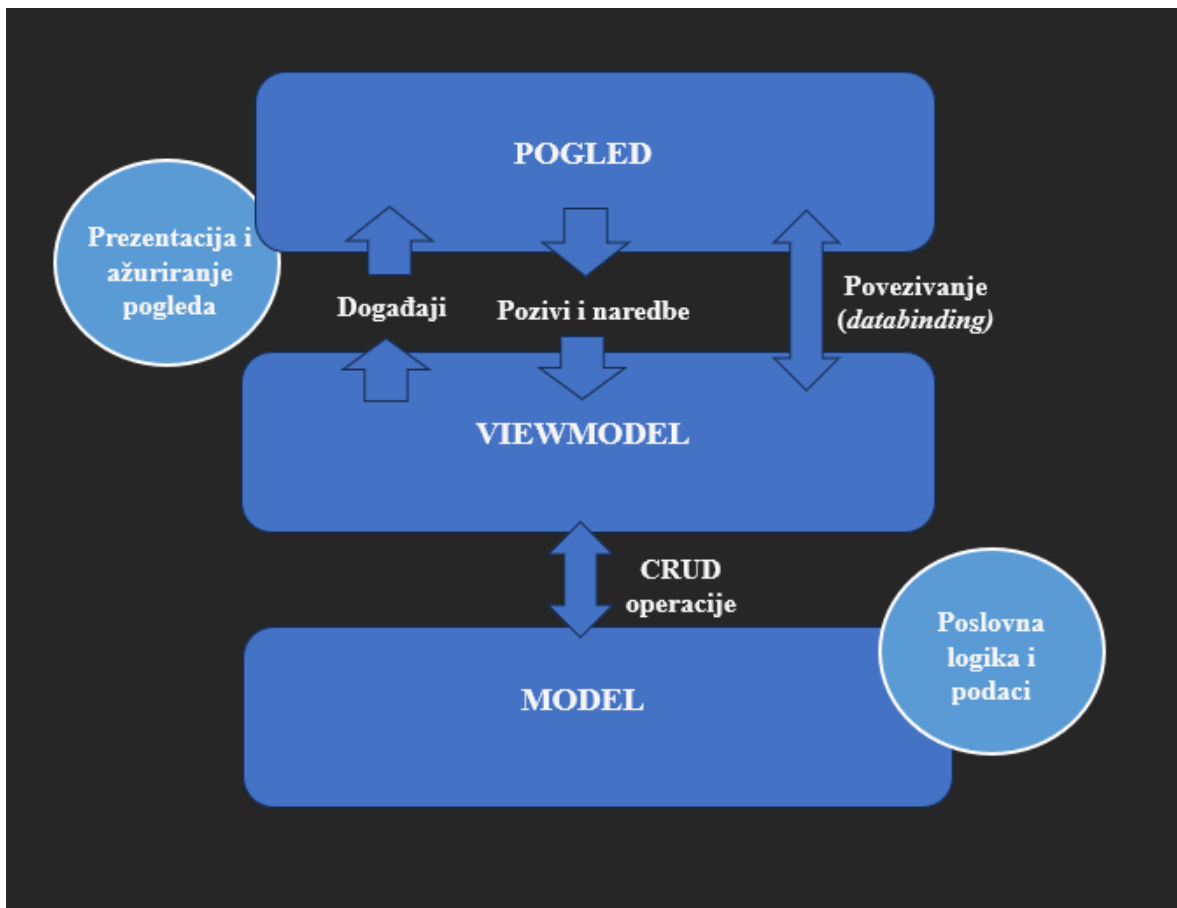 POGLED
Prezentacija i
ažuriranje
pogleda
Događaji
Pozivi i naredbe
Povezivanje
(databinding)
VIEWMODEL
CRUD
operacije
Poslovna
logika i
podaci
MODEL